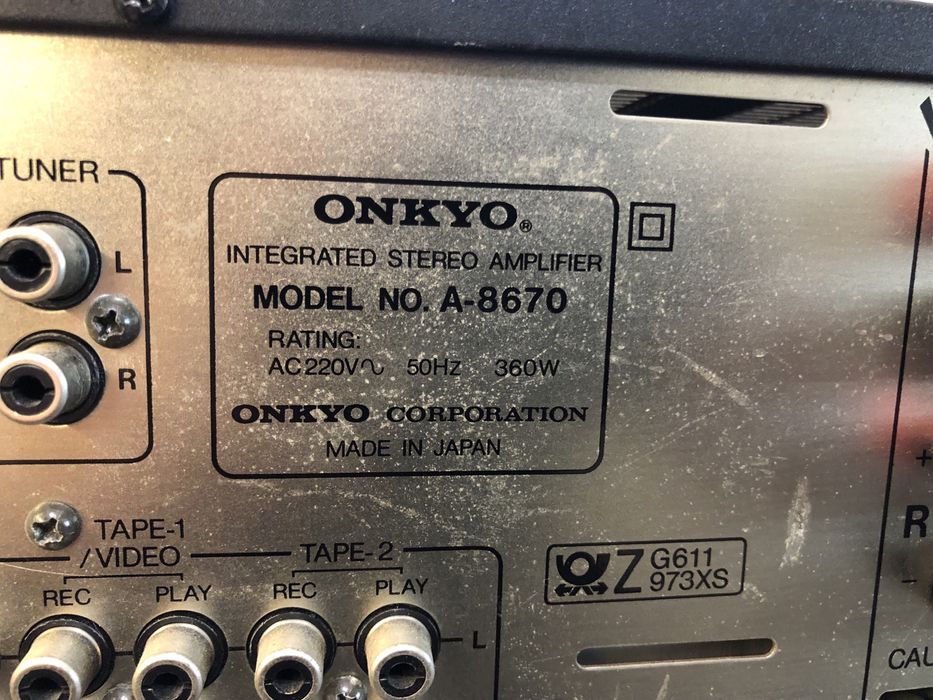 TUNER
L
R
ONKYO®
INTEGRATED STEREO AMPLIFIER
MODEL NO. A-8670
RATING:
AC220V∿ 50Hz 360W
ONKYO CORPORATION
MADE IN JAPAN
TAPE-1
/VIDEO
TAPE-2
REC PLAY REC PLAY
L
Z G611
973XS
+
R
-